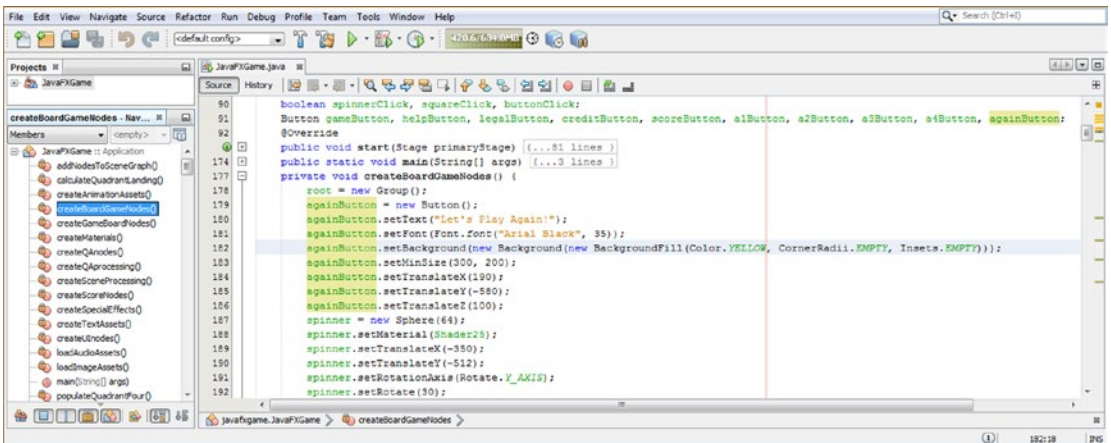 File Edit View Navigate Source Refactor Run Debug Profile Team Tools Window Help
Search (Ctrl+I)
<default config>
Projects
JavaFXGame
JavaFXGame.java
Source History
createBoardGameNodes - Nav...
Members <empty>
JavaFXGame :: Application
addNodesToSceneGraph()
calculateQuadrantLanding()
createAnimationAssets()
createBoardGameNodes()
createGameBoardNodes()
createMaterials()
createQAnodes()
createQAprocessing()
createSceneProcessing()
createScoreNodes()
createSpecialEffects()
createTextAssets()
createUInodes()
loadAudioAssets()
loadImageAssets()
main(String[] args)
populateQuadrantFour()
90 boolean spinnerClick, squareClick, buttonClick;
91 Button gameButton, helpButton, legalButton, creditButton, scoreButton, a1Button, a2Button, a3Button, a4Button, againButton;
92 @Override
public void start(Stage primaryStage) {...81 lines }
174 public static void main(String[] args) {...3 lines }
177 private void createBoardGameNodes() {
178 root = new Group();
179 againButton = new Button();
180 againButton.setText("Let's Play Again!");
181 againButton.setFont(Font.font("Arial Black", 35));
182 againButton.setBackground(new Background(new BackgroundFill(Color.YELLOW, CornerRadii.EMPTY, Insets.EMPTY)));
183 againButton.setMinSize(300, 200);
184 againButton.setTranslateX(190);
185 againButton.setTranslateY(-580);
186 againButton.setTranslateZ(100);
187 spinner = new Sphere(64);
188 spinner.setMaterial(Shader25);
189 spinner.setTranslateX(-350);
190 spinner.setTranslateY(-512);
191 spinner.setRotationAxis(Rotate.Y_AXIS);
192 spinner.setRotate(30);
javafxgame.JavaFXGame createBoardGameNodes
182:18 INS